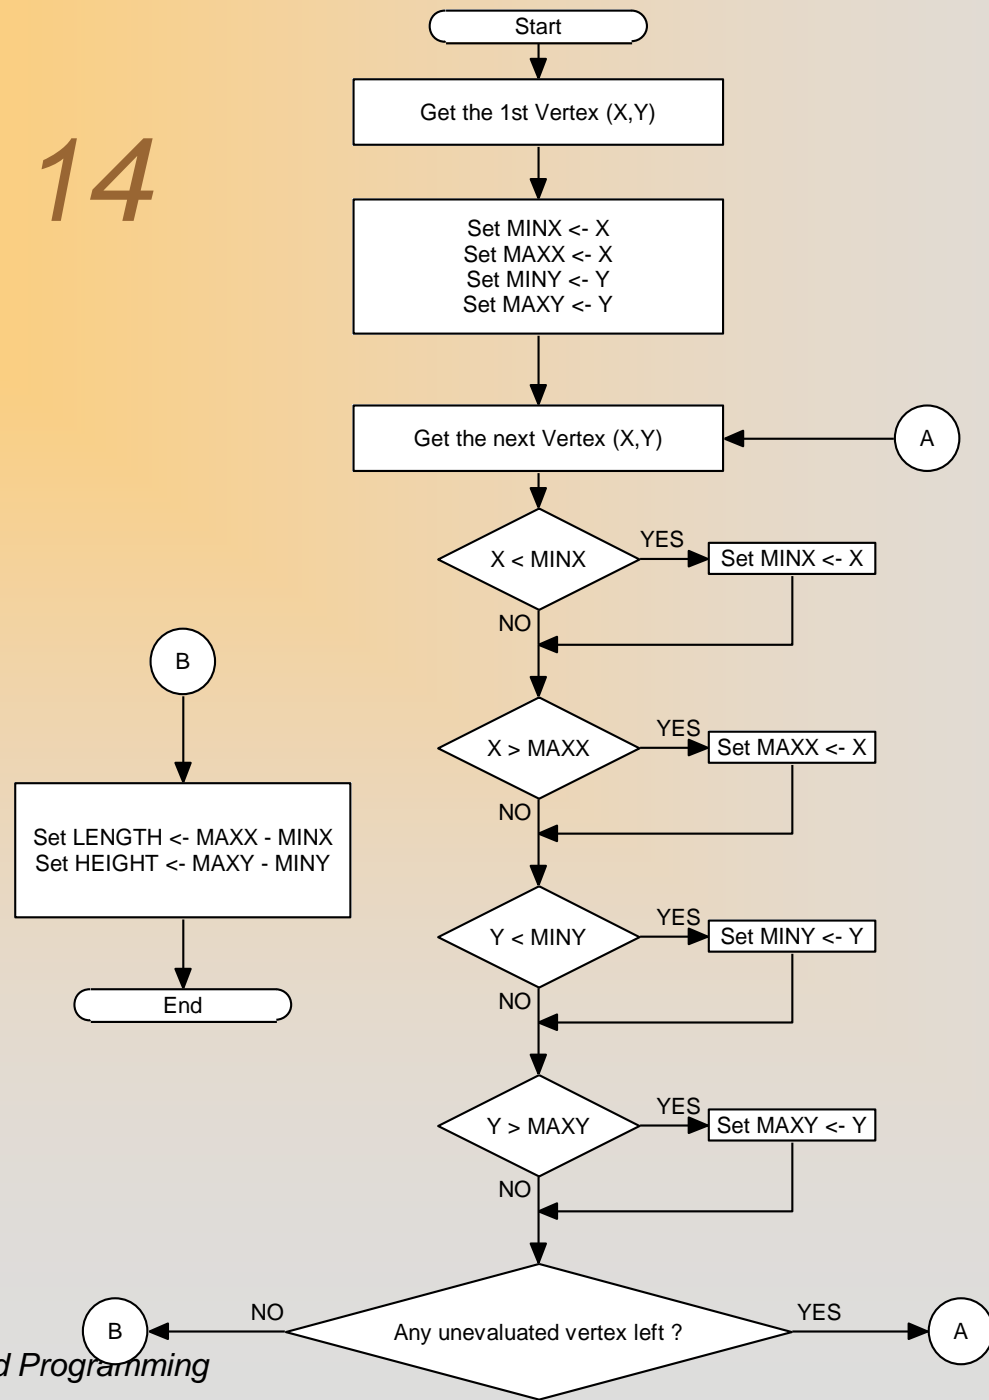 14
Start
Get the 1st Vertex (X,Y)
Set MINX <- X
Set MAXX <- X
Set MINY <- Y
Set MAXY <- Y
Get the next Vertex (X,Y)
A
X < MINX
YES
Set MINX <- X
NO
X > MAXX
YES
Set MAXX <- X
NO
Y < MINY
YES
Set MINY <- Y
NO
Y > MAXY
YES
Set MAXY <- Y
NO
Any unevaluated vertex left ?
YES
A
NO
B
B
Set LENGTH <- MAXX - MINX
Set HEIGHT <- MAXY - MINY
End
d Programming